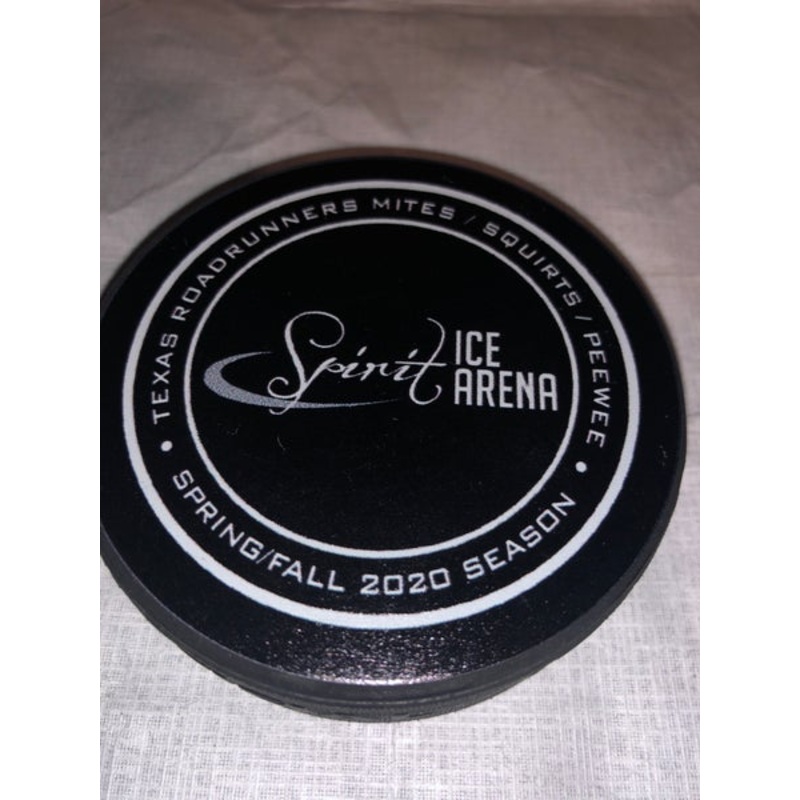 TEXAS ROADRUNNERS MITES / SQUIRTS / PEEWEE
Spirit ICE ARENA
• SPRING/FALL 2020 SEASON •